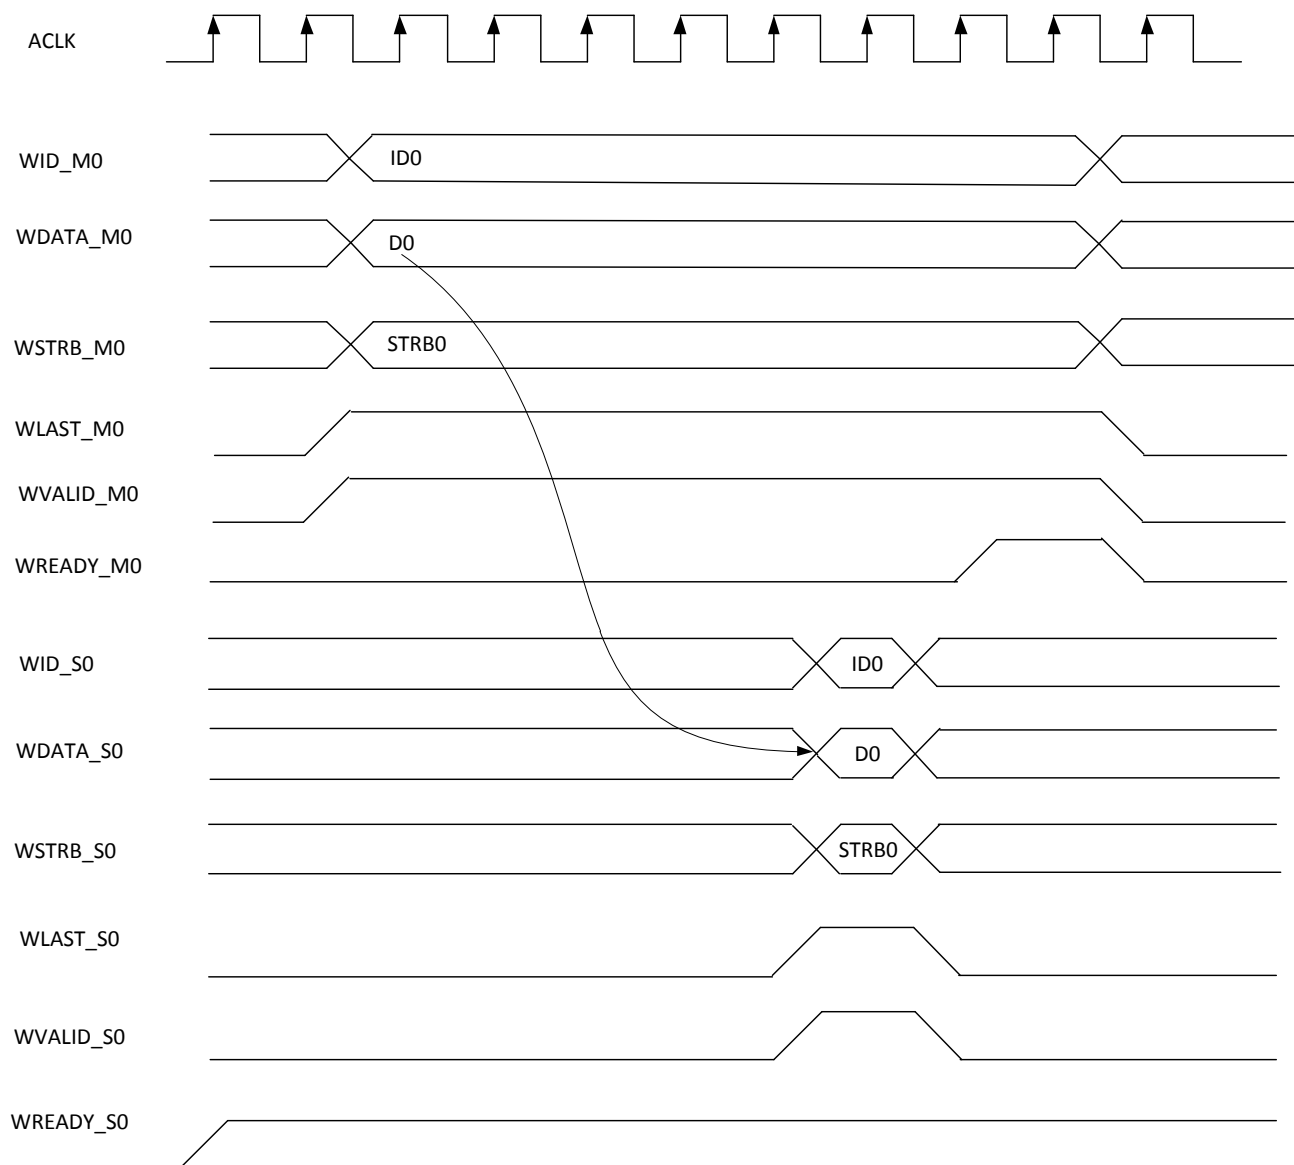 ACLK
WID_M0
ID0
WDATA_M0
D0
WSTRB_M0
STRB0
WLAST_M0
WVALID_M0
WREADY_M0
WID_S0
ID0
WDATA_S0
D0
WSTRB_S0
STRB0
WLAST_S0
WVALID_S0
WREADY_S0